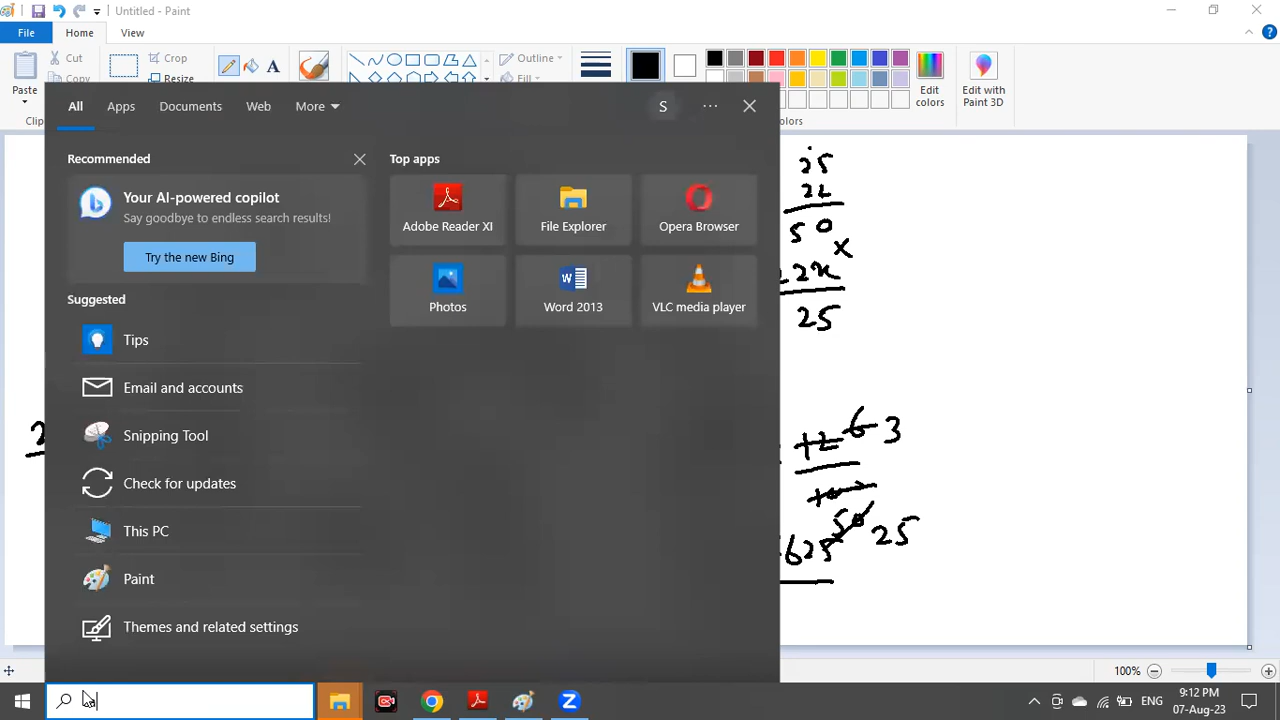 Untitled - Paint
File
Home
View
Paste
Cut
Copy
Crop
Resize
A
Outline
Fill
Edit colors
Edit with Paint 3D
All
Apps
Documents
Web
More
S
Recommended
Your AI-powered copilot
Say goodbye to endless search results!
Try the new Bing
Suggested
Tips
Email and accounts
Snipping Tool
Check for updates
This PC
Paint
Themes and related settings
Top apps
Adobe Reader XI
File Explorer
Opera Browser
Photos
Word 2013
VLC media player
25
50
x
25
12 6 3
50
625 25
100%
ENG
9:12 PM
07-Aug-23